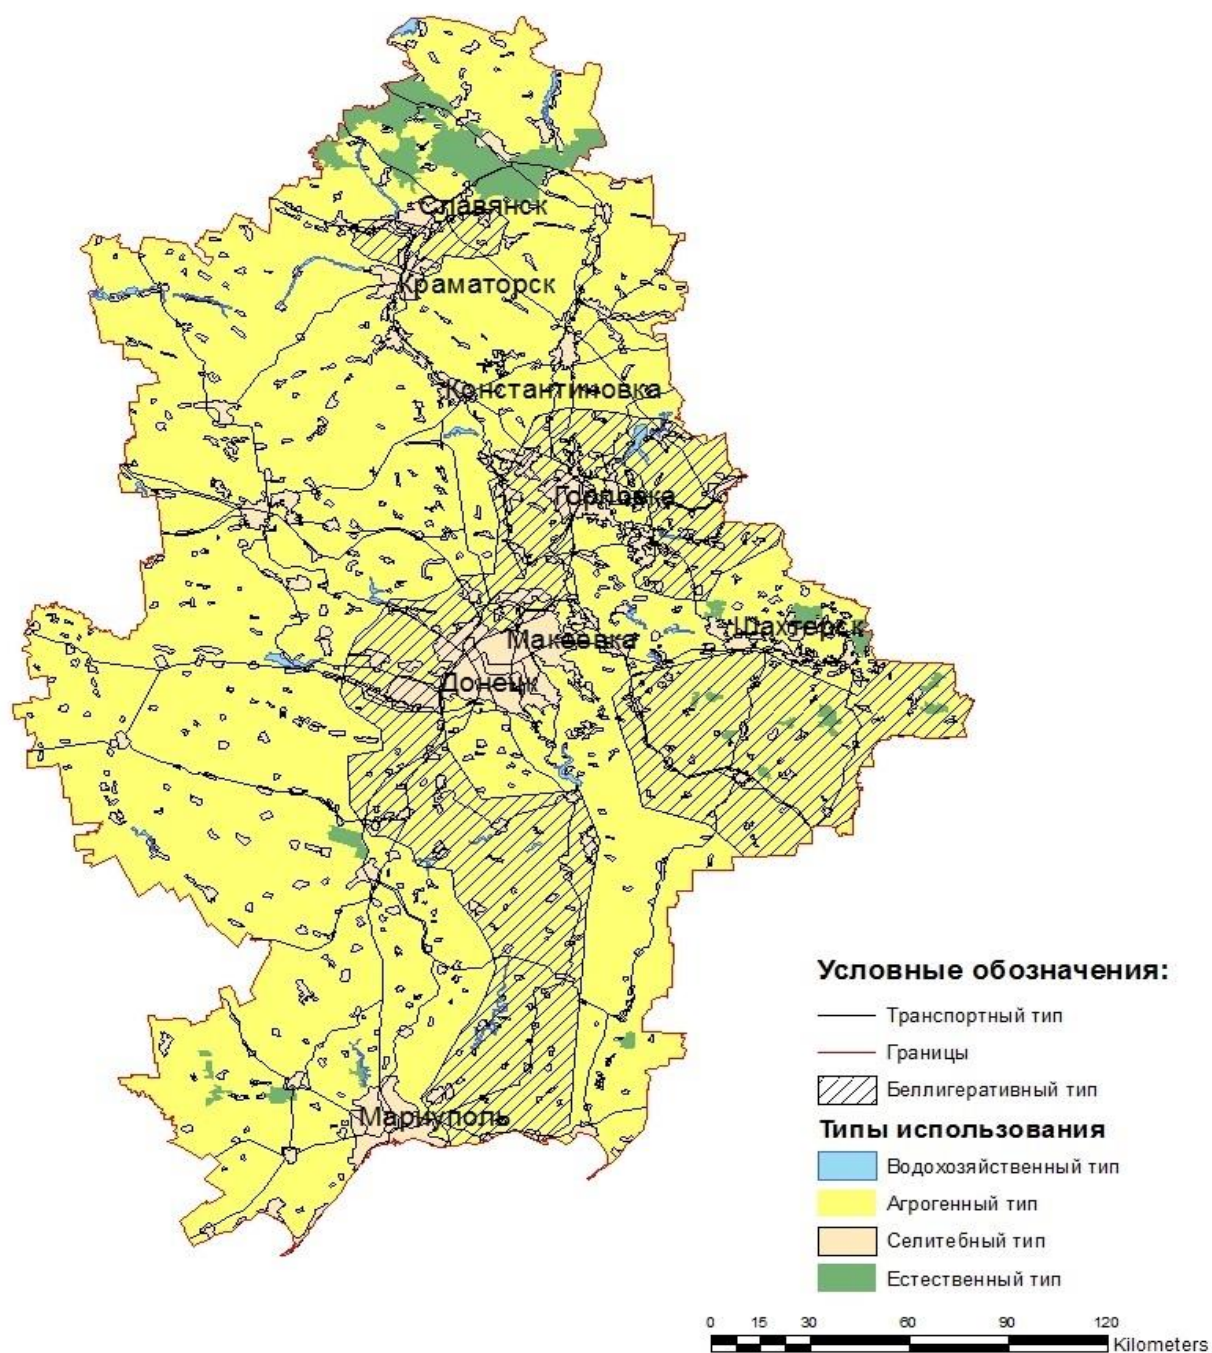 Славянск
Краматорск
Константиновка
Горловка
Макеевка
Шахтерск
Донецк
Мариуполь
Условные обозначения:
Транспортный тип
Границы
Беллигеративный тип
Типы использования
Водохозяйственный тип
Агрогенный тип
Селитебный тип
Естественный тип
0 15 30 60 90 120
Kilometers